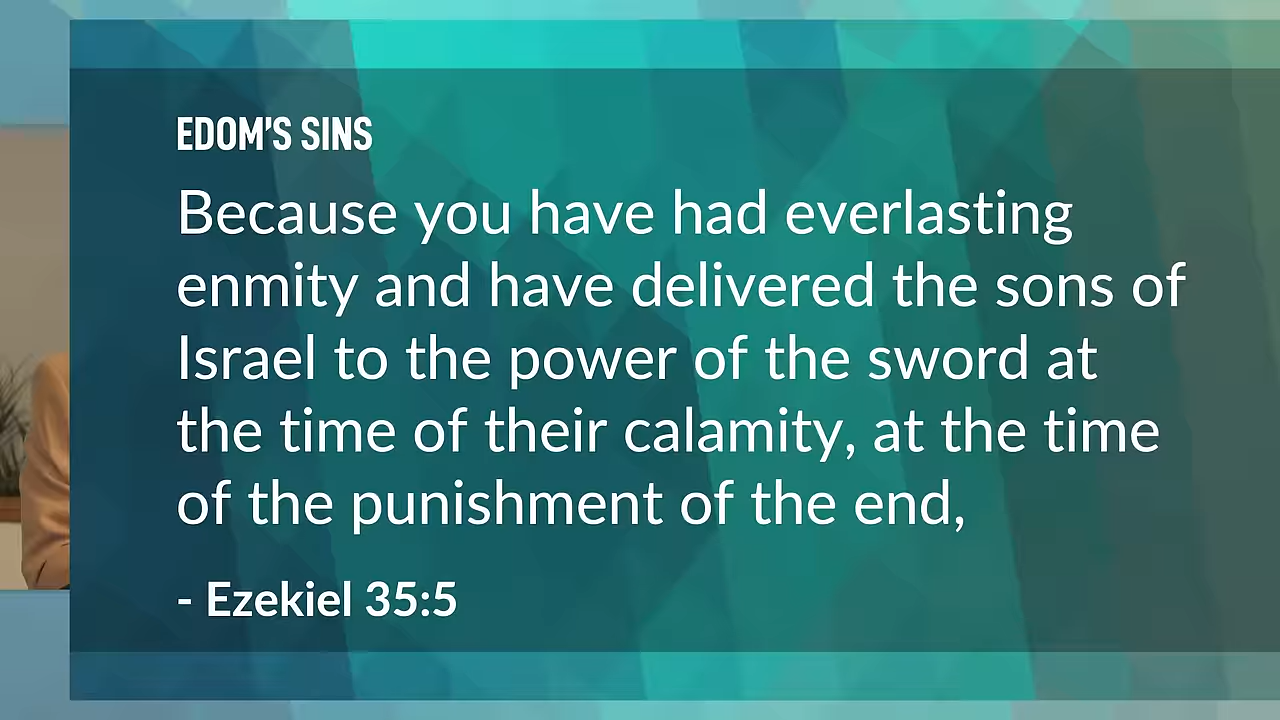 EDOM'S SINS
Because you have had everlasting
enmity and have delivered the sons of
Israel to the power of the sword at
the time of their calamity, at the time
of the punishment of the end,
- Ezekiel 35:5